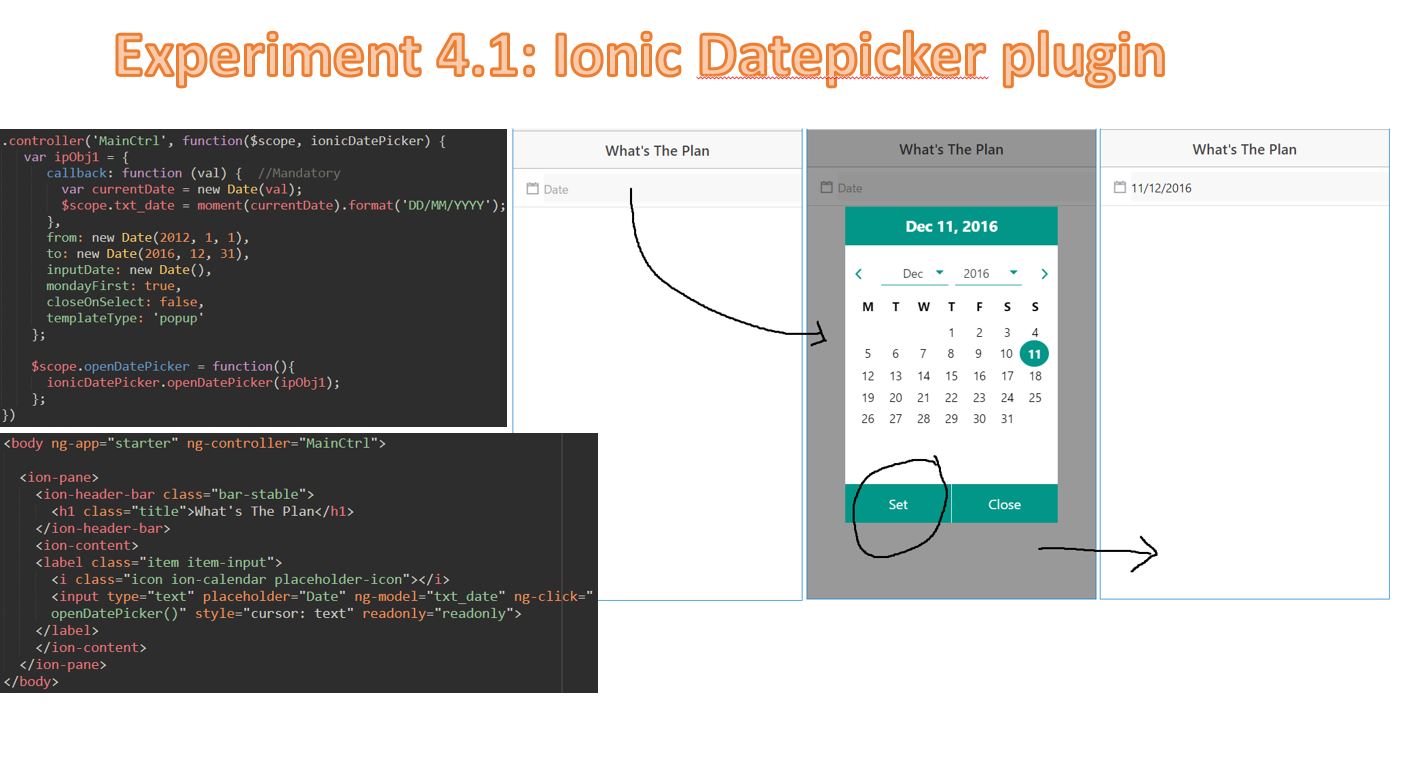 Experiment 4.1: Ionic Datepicker plugin
.controller('MainCtrl', function($scope, ionicDatePicker) {
var ipObj1 = {
callback: function (val) {  //Mandatory
var currentDate = new Date(val);
$scope.txt_date = moment(currentDate).format('DD/MM/YYYY');
},
from: new Date(2012, 1, 1),
to: new Date(2016, 12, 31),
inputDate: new Date(),
mondayFirst: true,
closeOnSelect: false,
templateType: 'popup'
};
$scope.openDatePicker = function(){
ionicDatePicker.openDatePicker(ipObj1);
};
})
<body ng-app="starter" ng-controller="MainCtrl">
<ion-pane>
<ion-header-bar class="bar-stable">
<h1 class="title">What's The Plan</h1>
</ion-header-bar>
<ion-content>
<label class="item item-input">
<i class="icon ion-calendar placeholder-icon"></i>
<input type="text" placeholder="Date" ng-model="txt_date" ng-click="
openDatePicker()" style="cursor: text" readonly="readonly">
</label>
</ion-content>
</ion-pane>
</body>
What's The Plan
Date
What's The Plan
Date
Dec 11, 2016
Dec 2016
M T W T F S S
1 2 3 4
5 6 7 8 9 10 11
12 13 14 15 16 17 18
19 20 21 22 23 24 25
26 27 28 29 30 31
Set Close
What's The Plan
11/12/2016